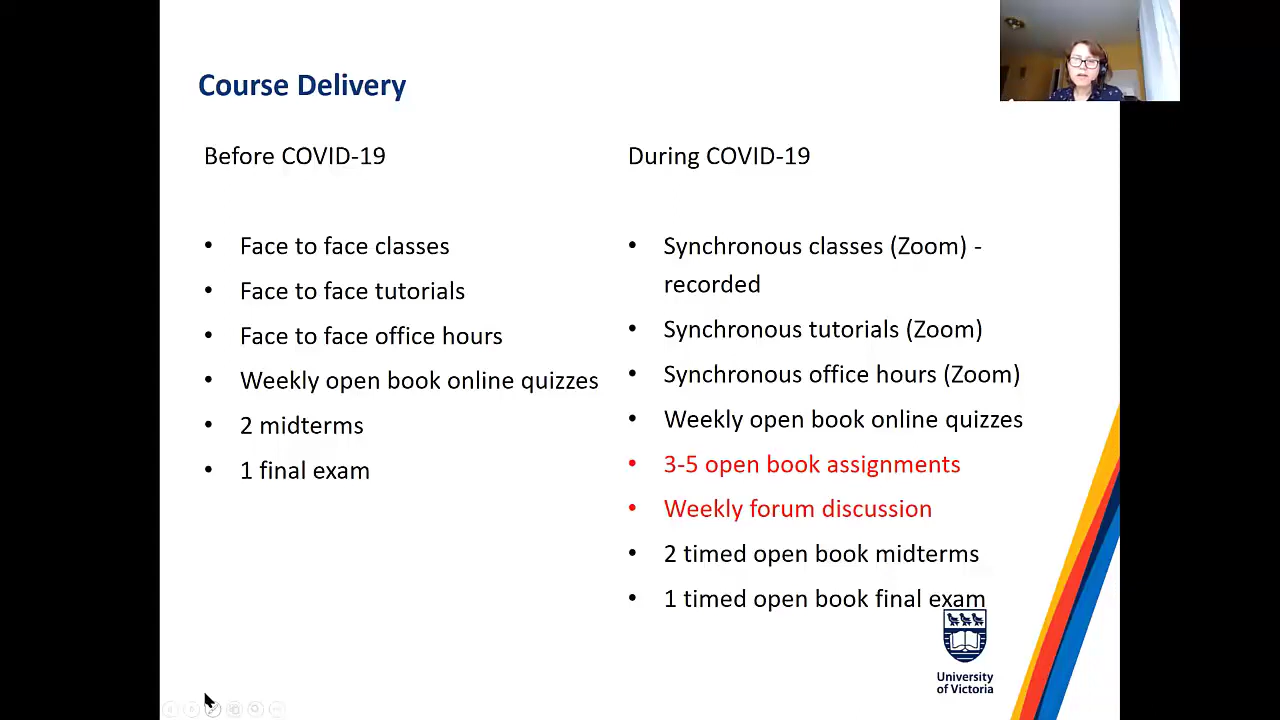 Course Delivery
Before COVID-19
• Face to face classes
• Face to face tutorials
• Face to face office hours
• Weekly open book online quizzes
• 2 midterms
• 1 final exam
During COVID-19
• Synchronous classes (Zoom) -
recorded
• Synchronous tutorials (Zoom)
• Synchronous office hours (Zoom)
• Weekly open book online quizzes
• 3-5 open book assignments
• Weekly forum discussion
• 2 timed open book midterms
• 1 timed open book final exam
University
of Victoria